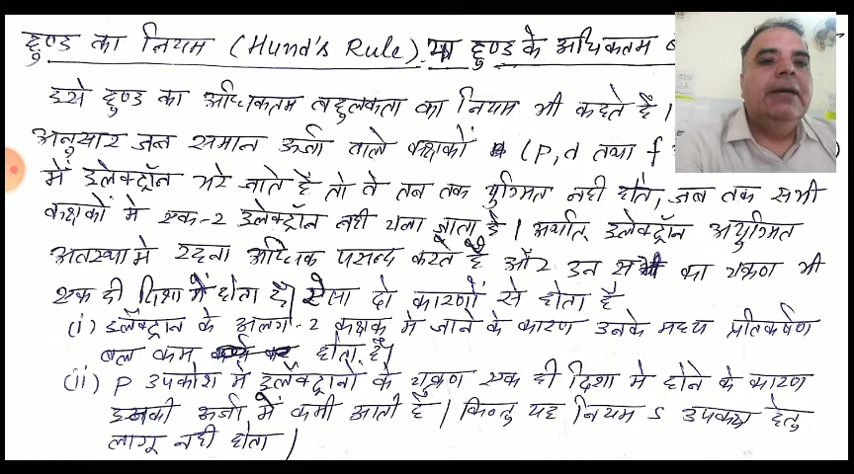 हुण्ड का नियम (Hund's Rule). या हुण्ड के अधिकतम
इसे हुण्ड का अधिकतम बहुलकता का नियम भी कहते है।
अनुसार जब समान ऊर्जा वाले कक्षकों (P, d तथा f
में इलेक्ट्रॉन भरे जाते है तो वे तब तक युग्मित नही होते, जब तक सभी
कक्षकों मे एक-2 इलेक्ट्रॉन नही चला जाता है। अर्थात् इलेक्ट्रॉन अयुग्मित
अवस्था मे रहना अधिक पसन्द करते है और उन सभी का चक्रण भी
एक ही दिशा में होता है। ऐसा दो कारणों से होता है
(i) इलेक्ट्रान के अलग-2 कक्षक मे जाने के कारण उनके मध्य प्रतिकर्षण
बल कम होता है।
(ii) P उपकोश मे इलेक्ट्रानो के चक्रण एक ही दिशा मे होने के कारण
इसकी ऊर्जा में कमी आती है। किन्तु यह नियम S उपकक्ष हेतु
लागू नही होता।